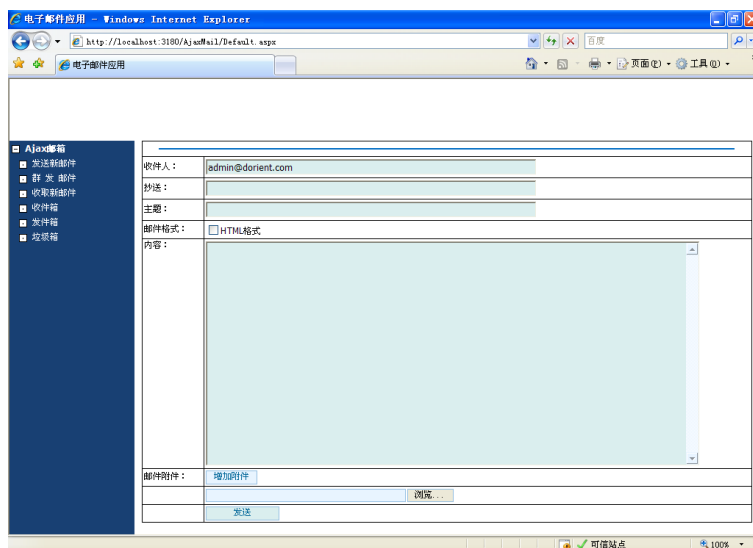 电子邮件应用 - Windows Internet Explorer
http://localhost:3180/AjaxMail/Default.aspx
百度
电子邮件应用
页面(P)
工具(O)
Ajax邮箱
发送新邮件
群 发 邮件
收取新邮件
收件箱
发件箱
垃圾箱
收件人：
admin@dorient.com
抄送：
主题：
邮件格式：
HTML格式
内容：
邮件附件：
增加附件
浏览...
发送
可信站点
100%